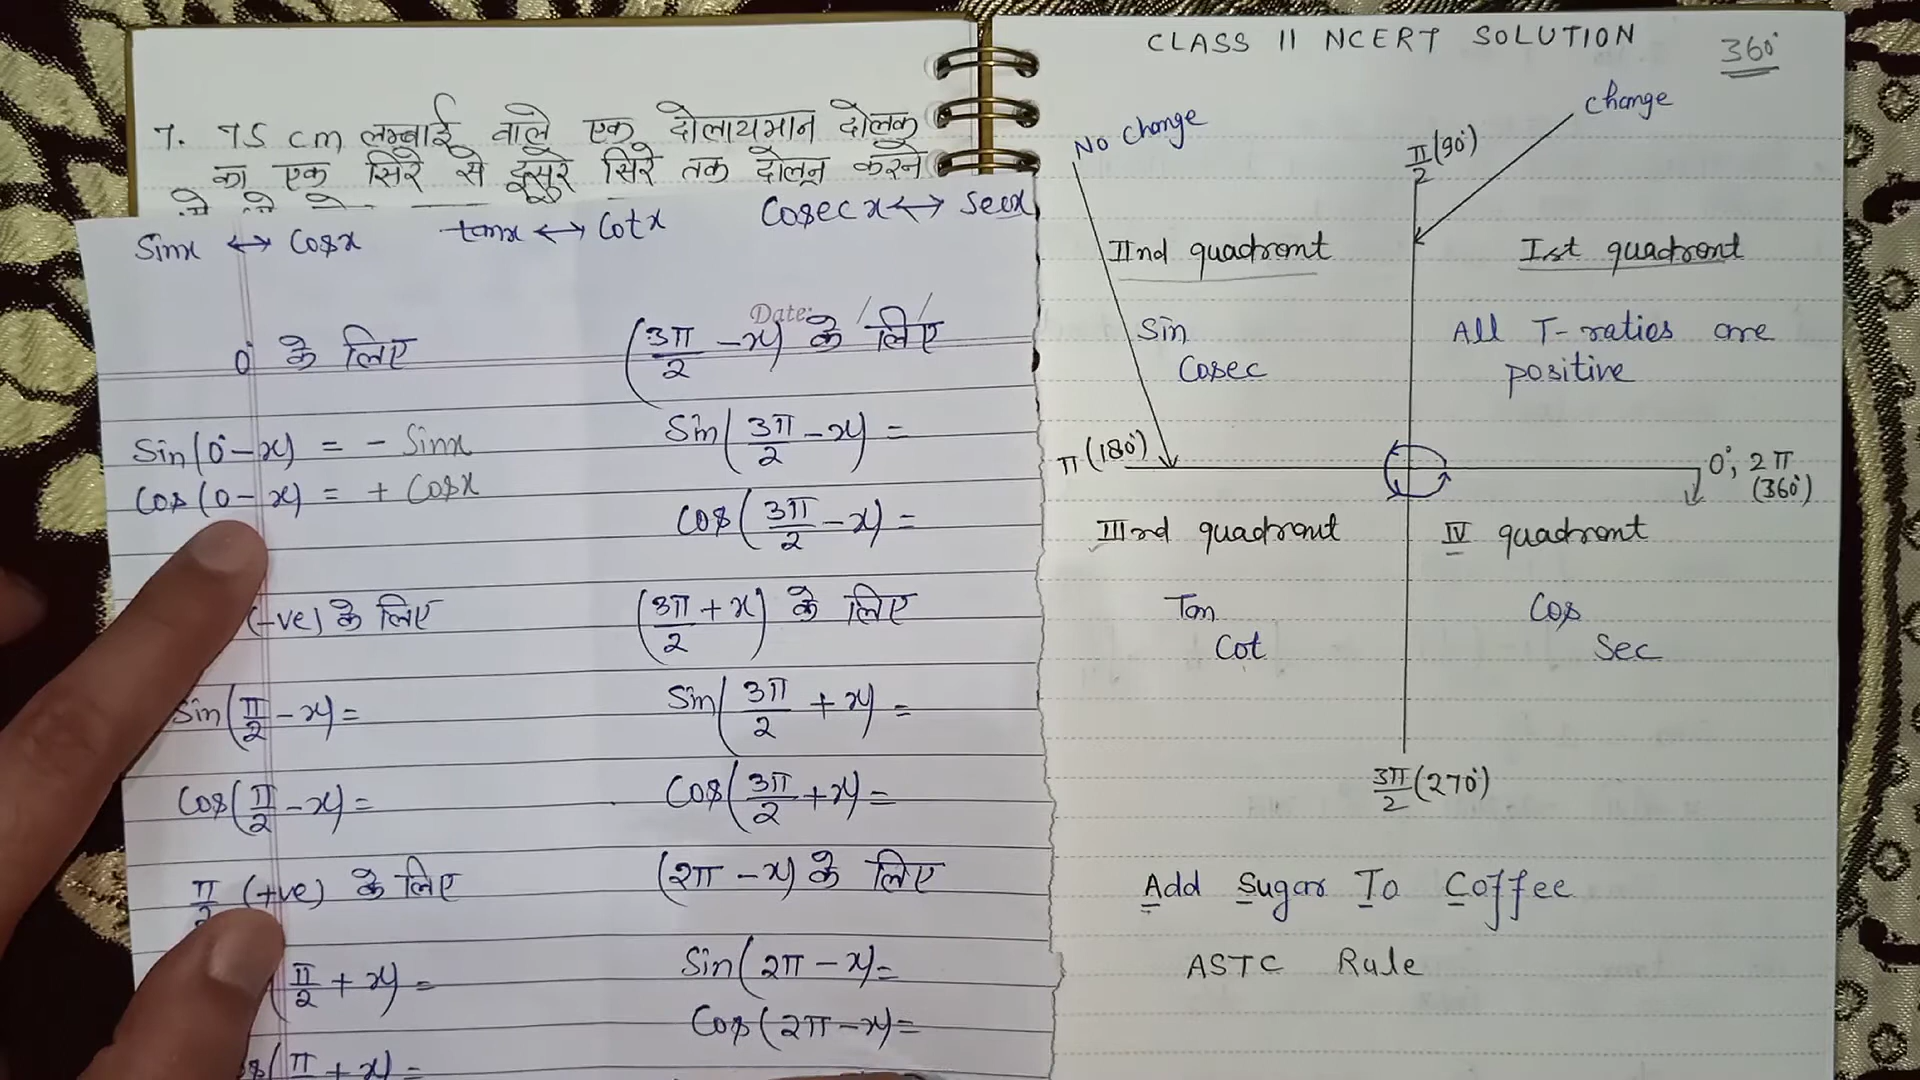 7. 75 cm लम्बाई वाले एक दोलायमान दोलक
का एक सिरे से दूसरे सिरे तक दोलन करने
Sinx ↔ Cosx tanx ↔ Cotx Cosec x ↔ Secx
Date: / /
0° के लिए
Sin(0°-x) = - Sinx
Cos(0-x) = + Cosx
(-ve) के लिए
Sin(π/2 - x) =
Cos(π/2 - x) =
π/2 (+ve) के लिए
(π/2 + x) =
(π + x) =
(3π/2 - x) के लिए
Sin(3π/2 - x) =
Cos(3π/2 - x) =
(3π/2 + x) के लिए
Sin(3π/2 + x) =
Cos(3π/2 + x) =
(2π - x) के लिए
Sin(2π - x) =
Cos(2π - x) =
CLASS 11 NCERT SOLUTION
360°
No Change
Change
π/2 (90°)
IInd quadrant
Ist quadrant
Sin
Cosec
All T-raties are
positive
π (180°)
0°, 2π
(360°)
IIIrd quadrant
IV quadrant
Tan
Cot
Cos
Sec
3π/2 (270°)
Add Sugar To Coffee
ASTC Rule